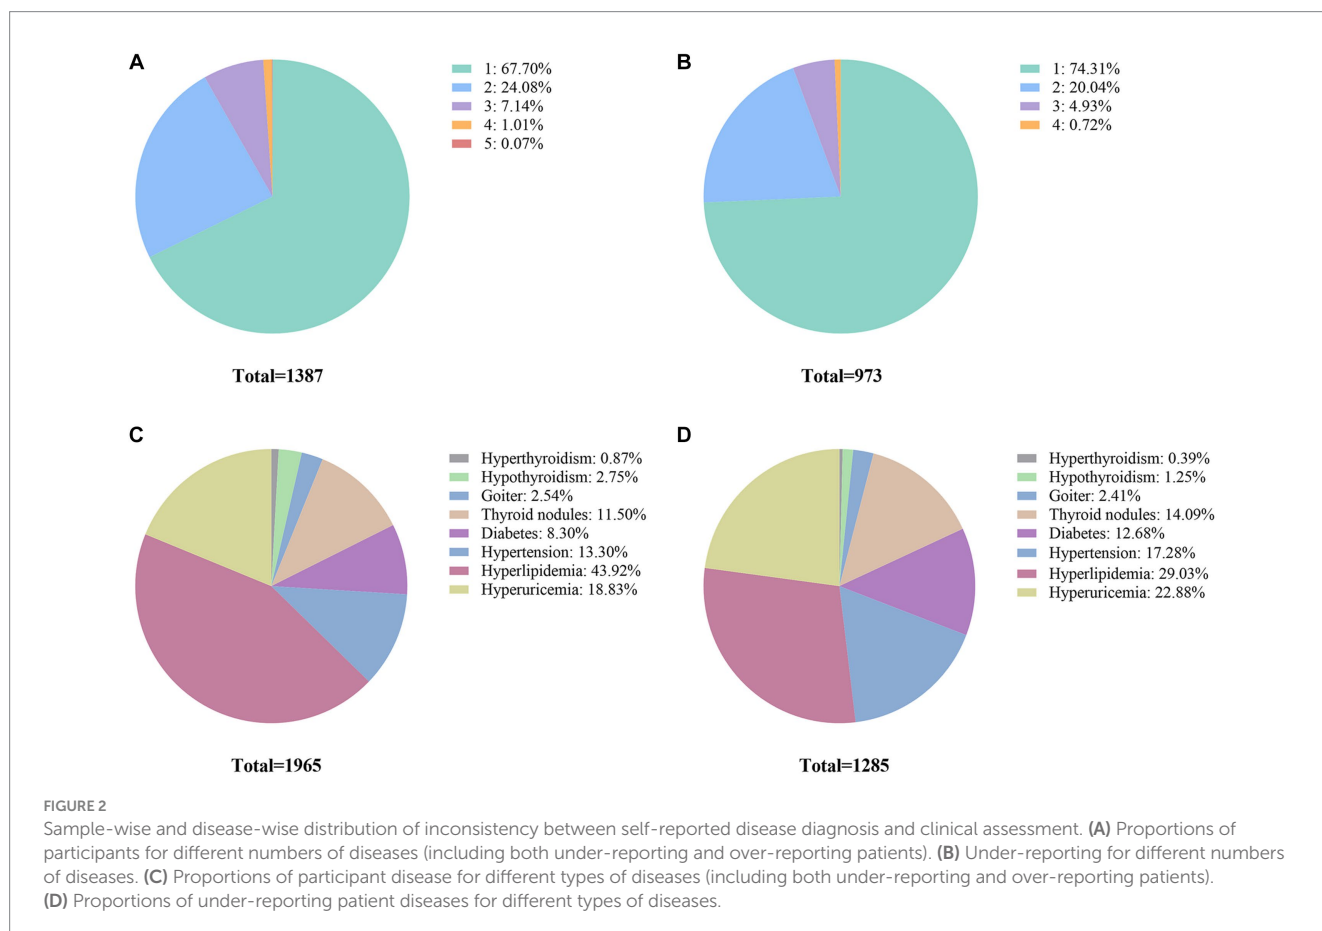 A
1: 67.70%
2: 24.08%
3: 7.14%
4: 1.01%
5: 0.07%
Total=1387
B
1: 74.31%
2: 20.04%
3: 4.93%
4: 0.72%
Total=973
C
Hyperthyroidism: 0.87%
Hypothyroidism: 2.75%
Goiter: 2.54%
Thyroid nodules: 11.50%
Diabetes: 8.30%
Hypertension: 13.30%
Hyperlipidemia: 43.92%
Hyperuricemia: 18.83%
Total=1965
D
Hyperthyroidism: 0.39%
Hypothyroidism: 1.25%
Goiter: 2.41%
Thyroid nodules: 14.09%
Diabetes: 12.68%
Hypertension: 17.28%
Hyperlipidemia: 29.03%
Hyperuricemia: 22.88%
Total=1285
FIGURE 2
Sample-wise and disease-wise distribution of inconsistency between self-reported disease diagnosis and clinical assessment. (A) Proportions of
participants for different numbers of diseases (including both under-reporting and over-reporting patients). (B) Under-reporting for different numbers
of diseases. (C) Proportions of participant disease for different types of diseases (including both under-reporting and over-reporting patients).
(D) Proportions of under-reporting patient diseases for different types of diseases.